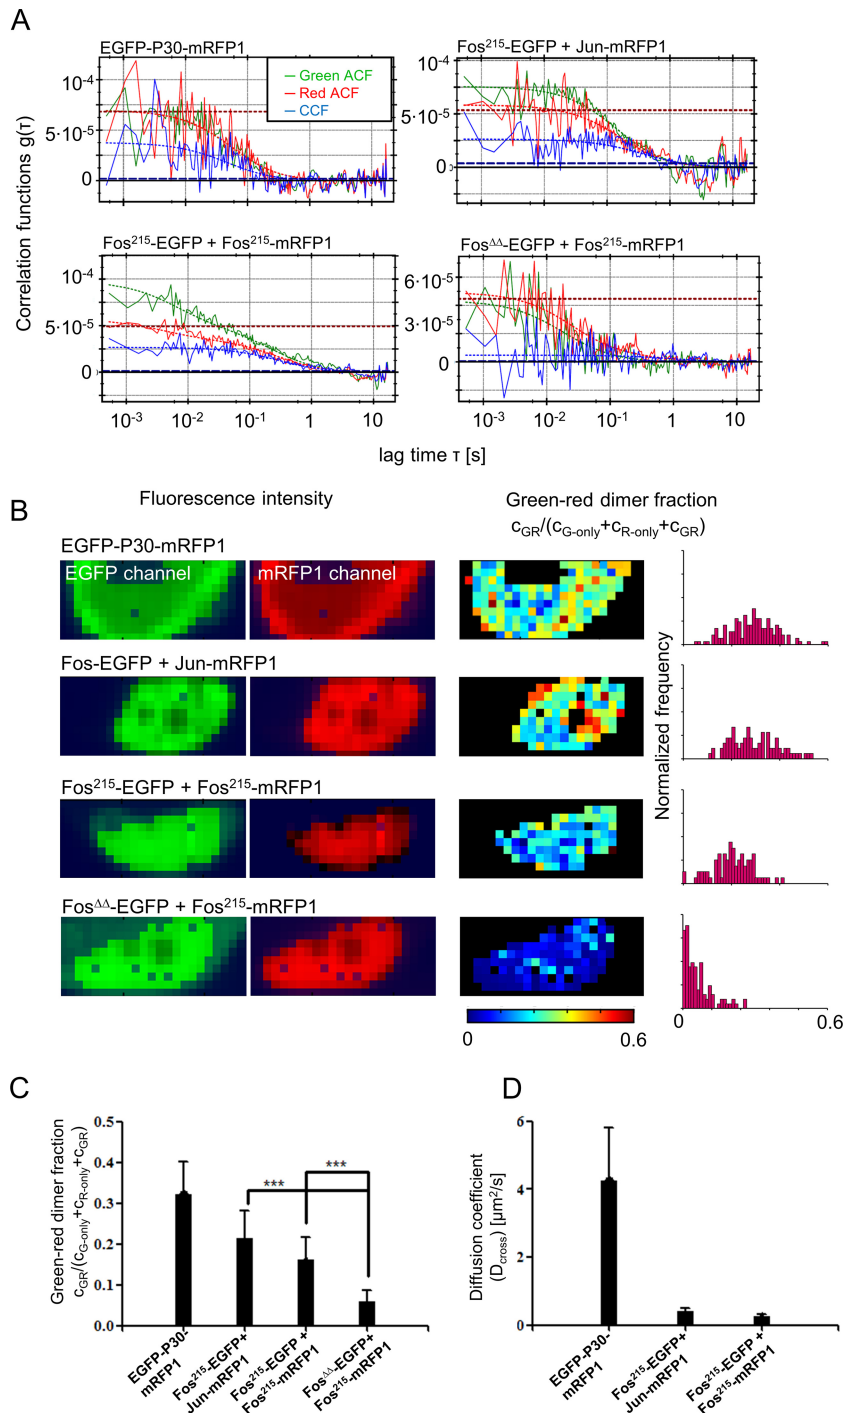 A
EGFP-P30-mRFP1
Fos²¹⁵-EGFP + Jun-mRFP1
Green ACF
Red ACF
CCF
10⁻⁴
5·10⁻⁵
0
10⁻⁴
5·10⁻⁵
0
Fos²¹⁵-EGFP + Fos²¹⁵-mRFP1
Fos^ΔΔ-EGFP + Fos²¹⁵-mRFP1
10⁻⁴
5·10⁻⁵
0
6·10⁻⁵
3·10⁻⁵
0
Correlation functions g(τ)
10⁻³ 10⁻² 10⁻¹ 1 10
10⁻³ 10⁻² 10⁻¹ 1 10
lag time τ [s]
B
Fluorescence intensity
Green-red dimer fraction
c_GR/(c_G-only+c_R-only+c_GR)
EGFP-P30-mRFP1
EGFP channel
mRFP1 channel
Fos-EGFP + Jun-mRFP1
Fos²¹⁵-EGFP + Fos²¹⁵-mRFP1
Fos^ΔΔ-EGFP + Fos²¹⁵-mRFP1
Normalized frequency
0 0.6
0 0.6
C
Green-red dimer fraction
c_GR/(c_G-only+c_R-only+c_GR)
0.5
0.4
0.3
0.2
0.1
0.0
***
***
EGFP-P30-
mRFP1
Fos²¹⁵-EGFP+
Jun-mRFP1
Fos²¹⁵-EGFP+
Fos²¹⁵-mRFP1
Fos^ΔΔ-EGFP+
Fos²¹⁵-mRFP1
D
Diffusion coefficient
(D_cross) [μm²/s]
6
4
2
0
EGFP-P30-
mRFP1
Fos²¹⁵-EGFP+
Jun-mRFP1
Fos²¹⁵-EGFP +
Fos²¹⁵-mRFP1